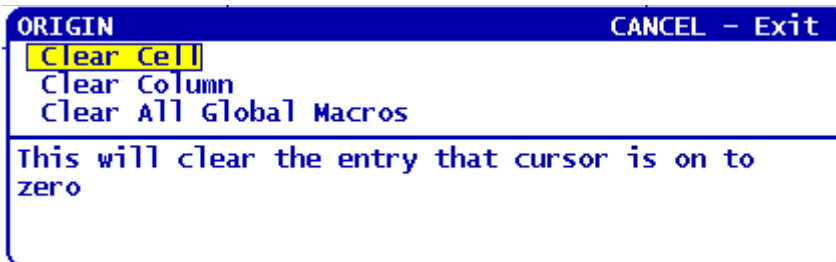 ORIGIN CANCEL - Exit
Clear Cell
Clear Column
Clear All Global Macros
This will clear the entry that cursor is on to
zero